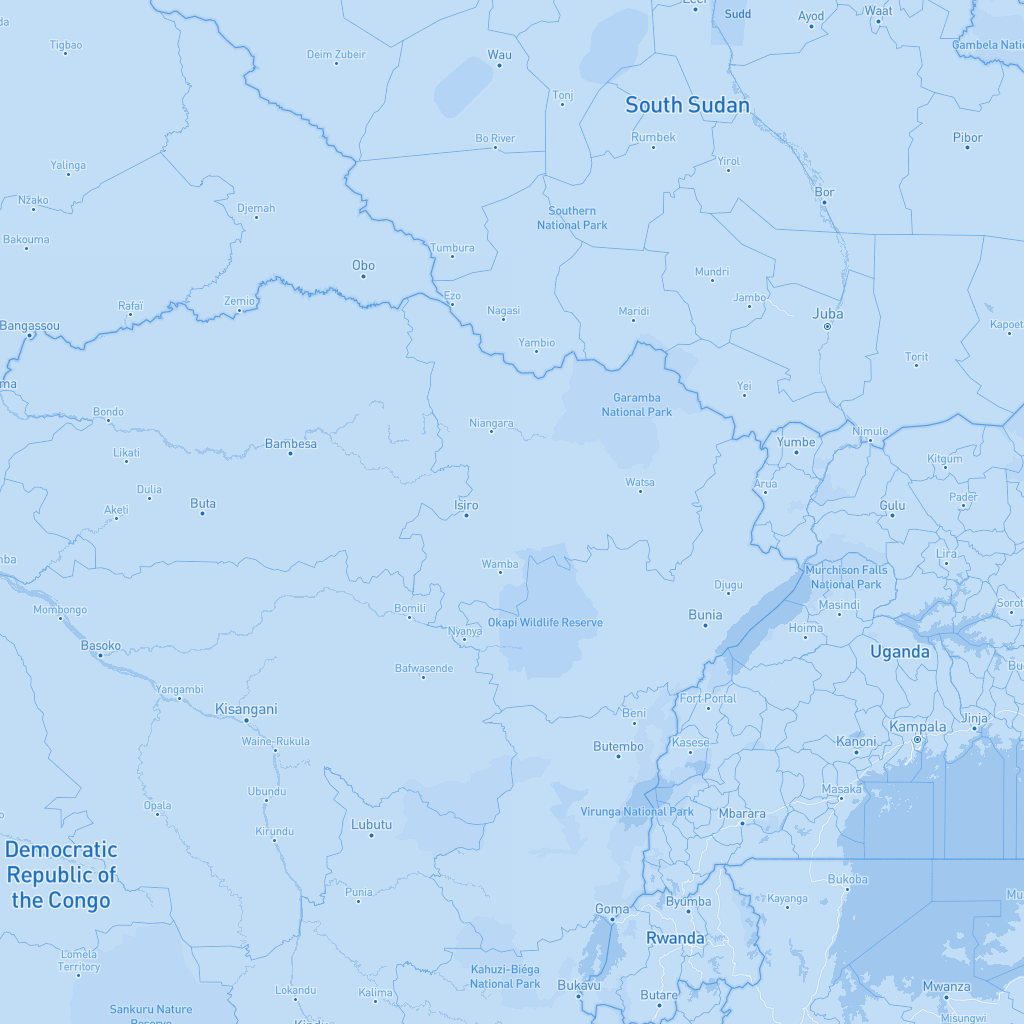 Sudd
Ayod
Waat
Tigbao
Deim Zubeir
Wau
Gambela
Tonj
South Sudan
Bo River
Rumbek
Pibor
Yalinga
Yirol
Nžako
Djemah
Bor
Southern
National Park
Bakouma
Tumbura
Obo
Mundri
Ezo
Zemio
Rafaï
Nagasi
Maridi
Jambo
Juba
Bangassou
Kapoeta
Yambio
Torit
Yei
Garamba
National Park
Bondo
Niangara
Nimule
Bambesa
Yumbe
Likati
Kitgum
Dulia
Watsa
Arua
Pader
Aketi
Buta
Isiro
Gulu
Lira
Wamba
Murchison Falls
National Park
Djugu
Mombongo
Bomili
Masindi
Bunia
Okapi Wildlife Reserve
Nyanya
Hoima
Basoko
Uganda
Bafwasende
Yangambi
Fort Portal
Kisangani
Beni
Jinja
Kampala
Waine-Rukula
Butembo
Kasese
Kanoni
Ubundu
Masaka
Opala
Virunga National Park
Mbarara
Lubutu
Kirundu
Democratic
Republic of
the Congo
Punia
Bukoba
Kayanga
Byumba
Goma
Rwanda
Lomela
Territory
Kahuzi-Biéga
National Park
Bukavu
Mwanza
Lokandu
Kalima
Butare
Sankuru Nature
Reserve
Misungwi